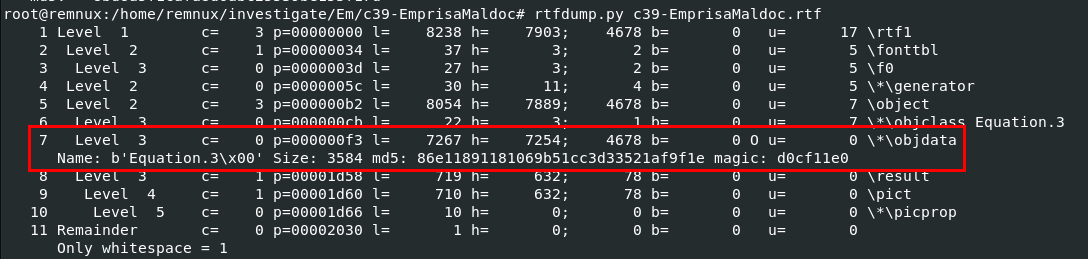 root@remnux:/home/remnux/investigate/Em/c39-EmprisaMaldoc# rtfdump.py c39-EmprisaMaldoc.rtf
1 Level 1 c= 3 p=00000000 l= 8238 h= 7903; 4678 b= 0 u= 17 \rtf1
2 Level 2 c= 1 p=00000034 l= 37 h= 3; 2 b= 0 u= 5 \fonttbl
3 Level 3 c= 0 p=0000003d l= 27 h= 3; 2 b= 0 u= 5 \f0
4 Level 2 c= 0 p=0000005c l= 30 h= 11; 4 b= 0 u= 5 \*\generator
5 Level 2 c= 3 p=000000b2 l= 8054 h= 7889; 4678 b= 0 u= 7 \object
6 Level 3 c= 0 p=000000cb l= 22 h= 3; 1 b= 0 u= 7 \*\objclass Equation.3
7 Level 3 c= 0 p=000000f3 l= 7267 h= 7254; 4678 b= 0 O u= 0 \*\objdata
Name: b'Equation.3\x00' Size: 3584 md5: 86e11891181069b51cc3d33521af9f1e magic: d0cf11e0
8 Level 3 c= 1 p=00001d58 l= 719 h= 632; 78 b= 0 u= 0 \result
9 Level 4 c= 1 p=00001d60 l= 710 h= 632; 78 b= 0 u= 0 \pict
10 Level 5 c= 0 p=00001d66 l= 10 h= 0; 0 b= 0 u= 0 \*\picprop
11 Remainder c= 0 p=00002030 l= 1 h= 0; 0 b= 0 u= 0
Only whitespace = 1